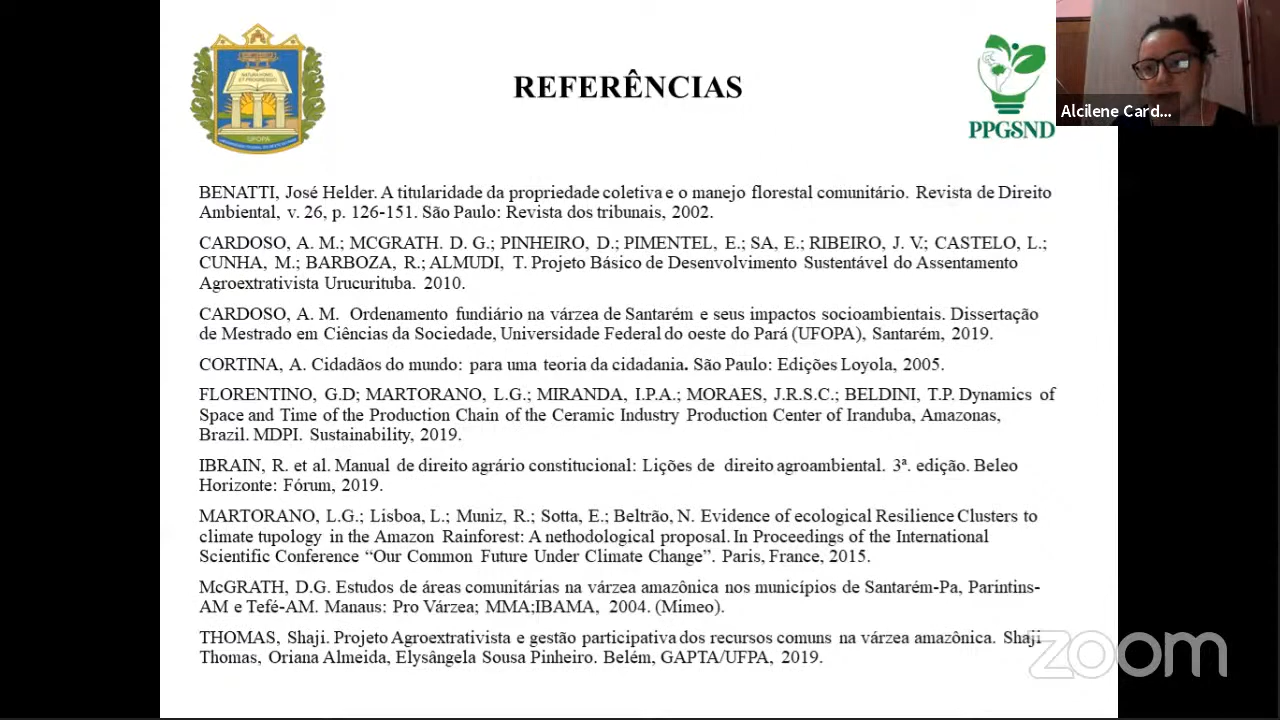 REFERÊNCIAS
NATURA FONS
ET PROGRESSIO
UFOPA
PPGSND
Alcilene Card...
BENATTI, José Helder. A titularidade da propriedade coletiva e o manejo florestal comunitário. Revista de Direito
Ambiental, v. 26, p. 126-151. São Paulo: Revista dos tribunais, 2002.
CARDOSO, A. M.; MCGRATH. D. G.; PINHEIRO, D.; PIMENTEL, E.; SA, E.; RIBEIRO, J. V.; CASTELO, L.;
CUNHA, M.; BARBOZA, R.; ALMUDI, T. Projeto Básico de Desenvolvimento Sustentável do Assentamento
Agroextrativista Urucurituba. 2010.
CARDOSO, A. M. Ordenamento fundiário na várzea de Santarém e seus impactos socioambientais. Dissertação
de Mestrado em Ciências da Sociedade, Universidade Federal do oeste do Pará (UFOPA), Santarém, 2019.
CORTINA, A. Cidadãos do mundo: para uma teoria da cidadania. São Paulo: Edições Loyola, 2005.
FLORENTINO, G.D; MARTORANO, L.G.; MIRANDA, I.P.A.; MORAES, J.R.S.C.; BELDINI, T.P. Dynamics of
Space and Time of the Production Chain of the Ceramic Industry Production Center of Iranduba, Amazonas,
Brazil. MDPI. Sustainability, 2019.
IBRAIN, R. et al. Manual de direito agrário constitucional: Lições de direito agroambiental. 3ª. edição. Beleo
Horizonte: Fórum, 2019.
MARTORANO, L.G.; Lisboa, L.; Muniz, R.; Sotta, E.; Beltrão, N. Evidence of ecological Resilience Clusters to
climate tupology in the Amazon Rainforest: A nethodological proposal. In Proceedings of the International
Scientific Conference “Our Common Future Under Climate Change”. Paris, France, 2015.
McGRATH, D.G. Estudos de áreas comunitárias na várzea amazônica nos municípios de Santarém-Pa, Parintins-
AM e Tefé-AM. Manaus: Pro Várzea; MMA;IBAMA, 2004. (Mimeo).
THOMAS, Shaji. Projeto Agroextrativista e gestão participativa dos recursos comuns na várzea amazônica. Shaji
Thomas, Oriana Almeida, Elysângela Sousa Pinheiro. Belém, GAPTA/UFPA, 2019.
zoom